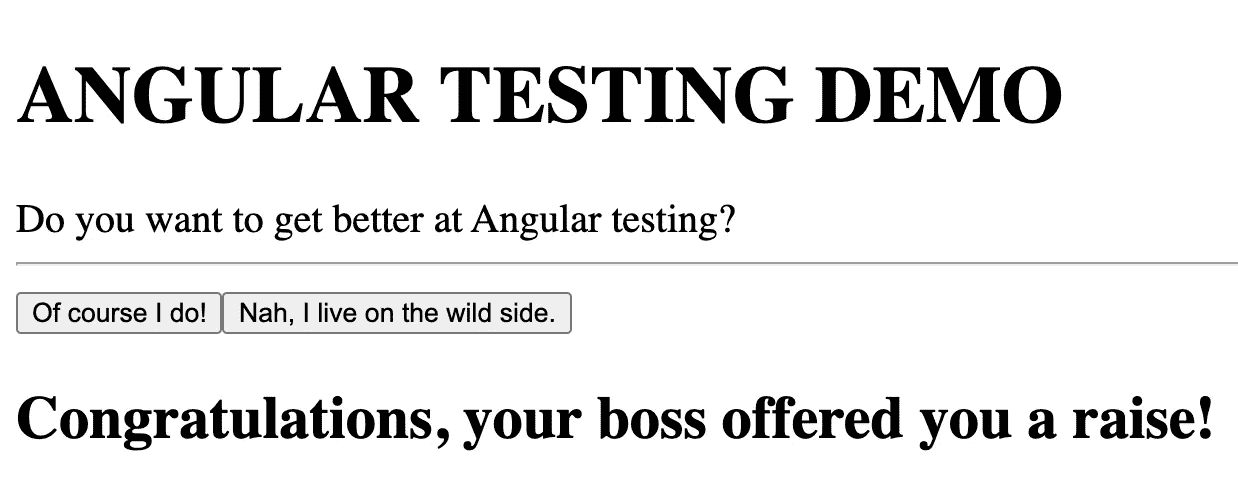 ANGULAR TESTING DEMO
Do you want to get better at Angular testing?
Of course I do! Nah, I live on the wild side.
Congratulations, your boss offered you a raise!